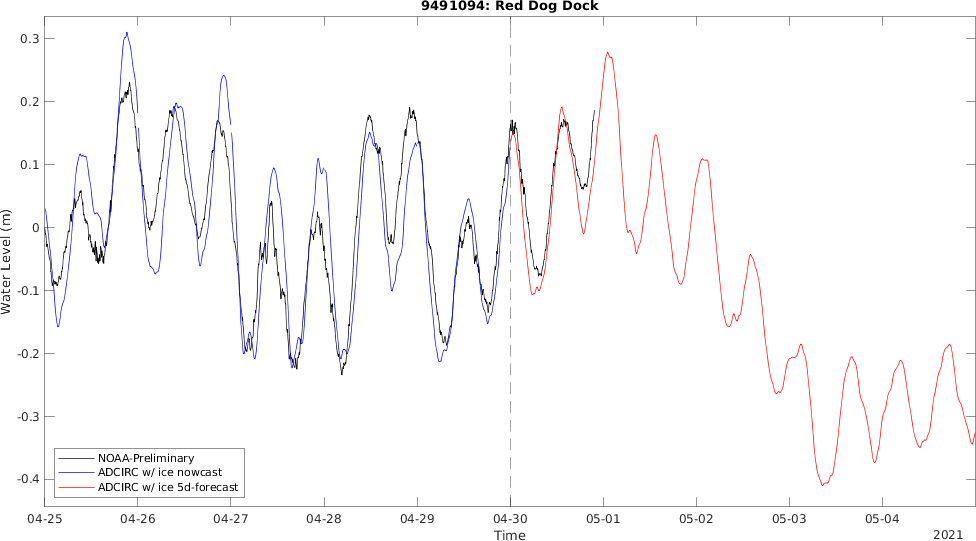 9491094: Red Dog Dock
Water Level (m)
0.3
0.2
0.1
0
-0.1
-0.2
-0.3
-0.4
NOAA-Preliminary
ADCIRC w/ ice nowcast
ADCIRC w/ ice 5d-forecast
04-25 04-26 04-27 04-28 04-29 04-30 05-01 05-02 05-03 05-04
Time
2021